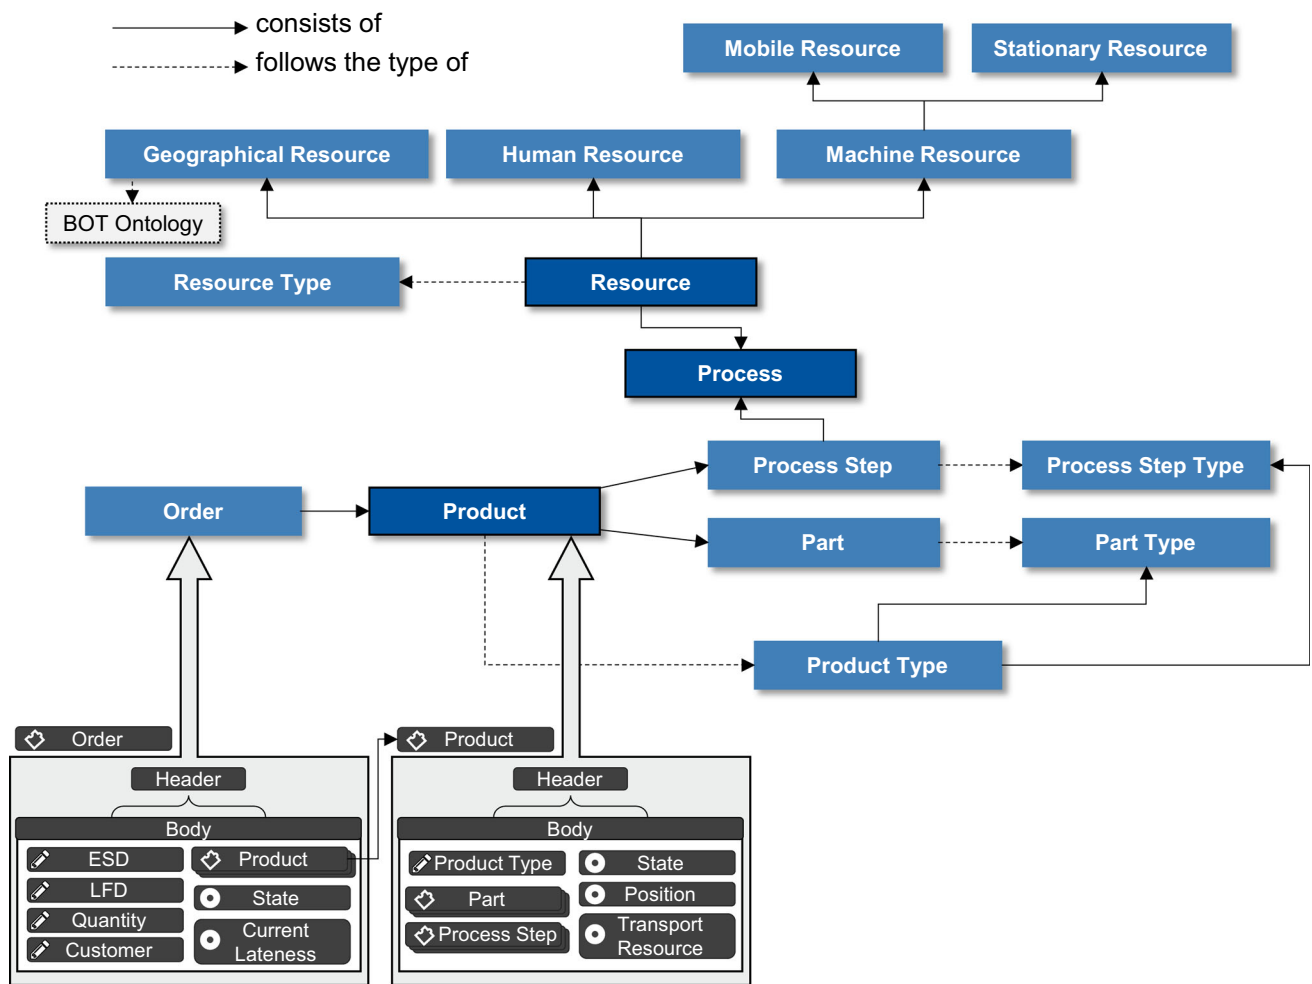 consists of
follows the type of
Mobile Resource
Stationary Resource
Geographical Resource
Human Resource
Machine Resource
BOT Ontology
Resource Type
Resource
Process
Process Step
Process Step Type
Order
Product
Part
Part Type
Product Type
Order
Header
Body
ESD
LFD
Quantity
Customer
Product
State
Current
Lateness
Product
Header
Body
Product Type
Part
Process Step
State
Position
Transport
Resource